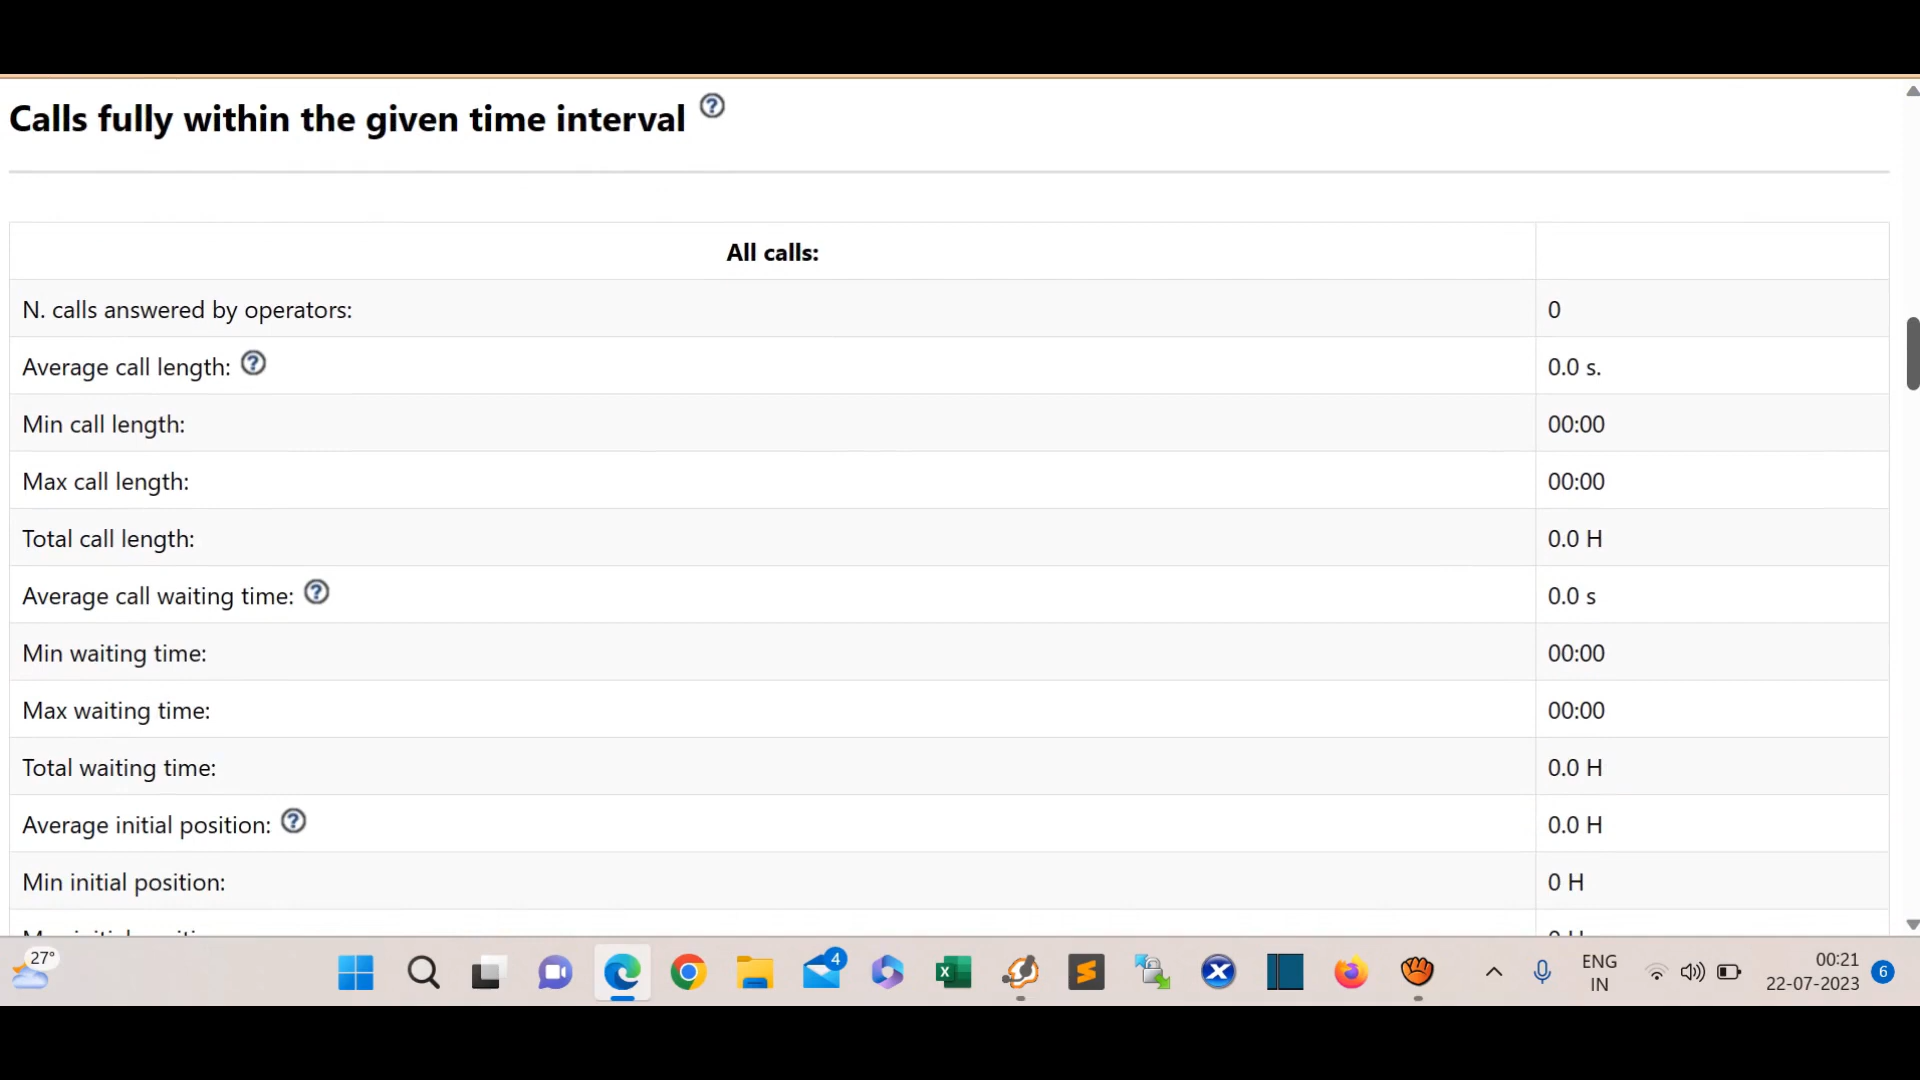 Calls fully within the given time interval ?
All calls:
N. calls answered by operators: 0
Average call length: ? 0.0 s.
Min call length: 00:00
Max call length: 00:00
Total call length: 0.0 H
Average call waiting time: ? 0.0 s
Min waiting time: 00:00
Max waiting time: 00:00
Total waiting time: 0.0 H
Average initial position: ? 0.0 H
Min initial position: 0 H
27°
4
ENG
IN
00:21
22-07-2023
6